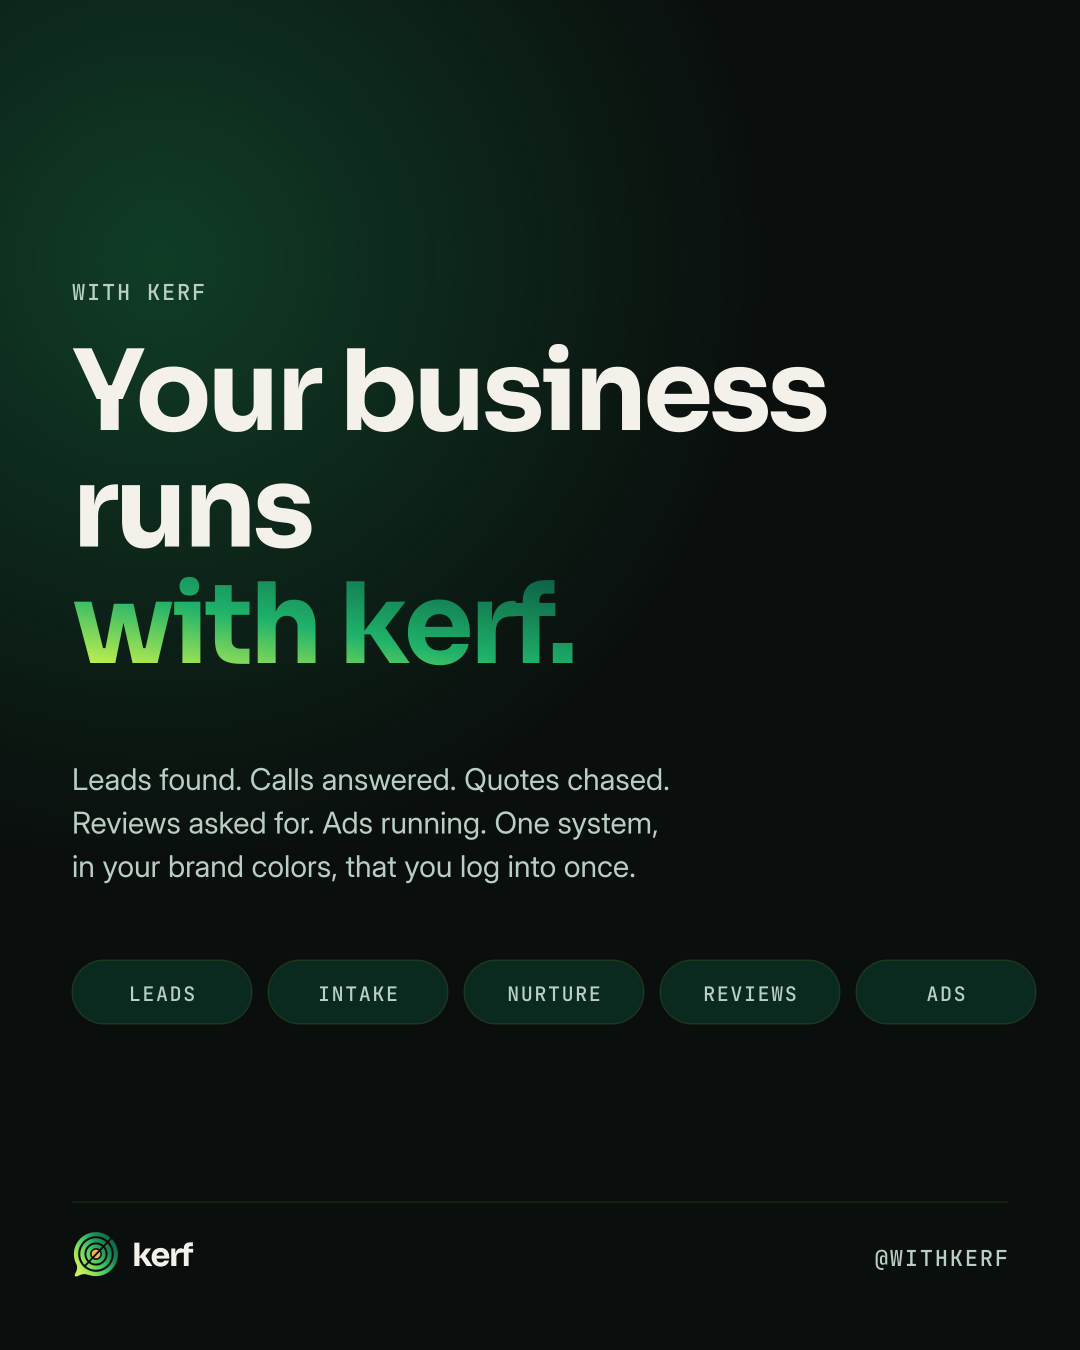 WITH KERF
Your business
runs
with kerf.
Leads found. Calls answered. Quotes chased.
Reviews asked for. Ads running. One system,
in your brand colors, that you log into once.
LEADS INTAKE NURTURE REVIEWS ADS
kerf @WITHKERF